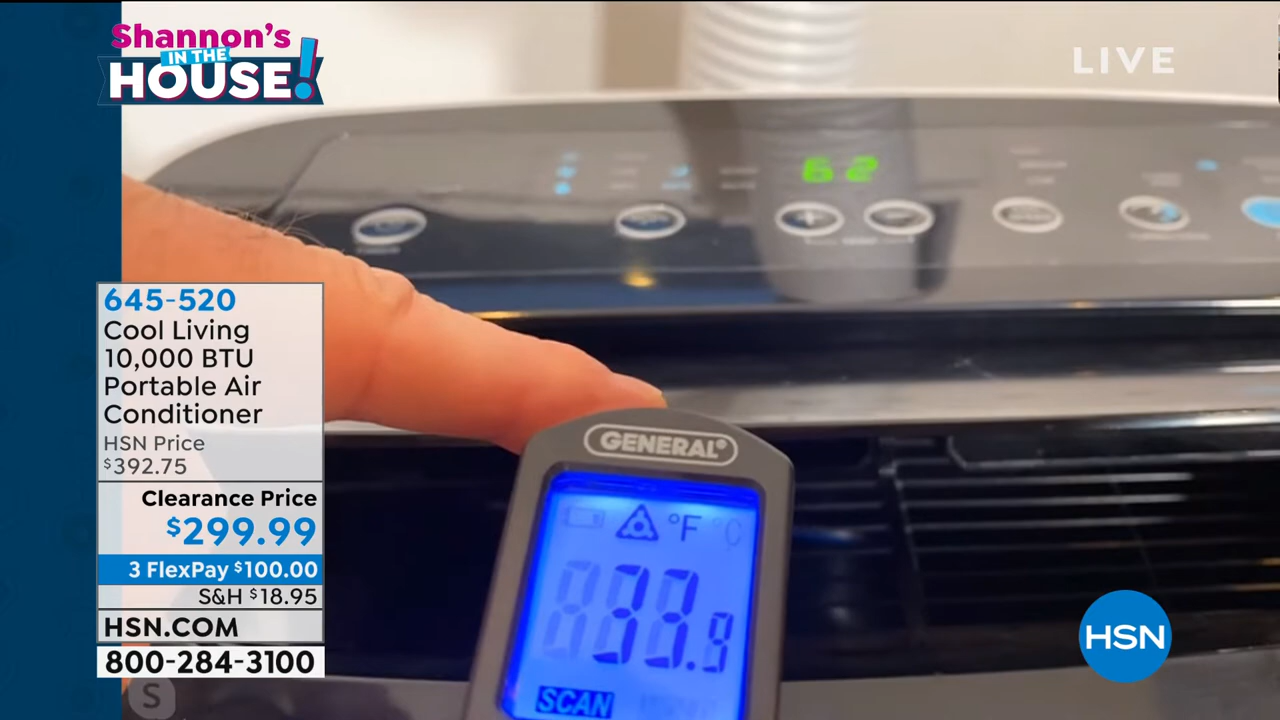 Shannon's
IN THE
HOUSE!
LIVE
62
645-520
Cool Living
10,000 BTU
Portable Air
Conditioner
HSN Price
$392.75
Clearance Price
$299.99
3 FlexPay $100.00
S&H $18.95
HSN.COM
800-284-3100
GENERAL®
°F °C
33.9
SCAN
HSN
S